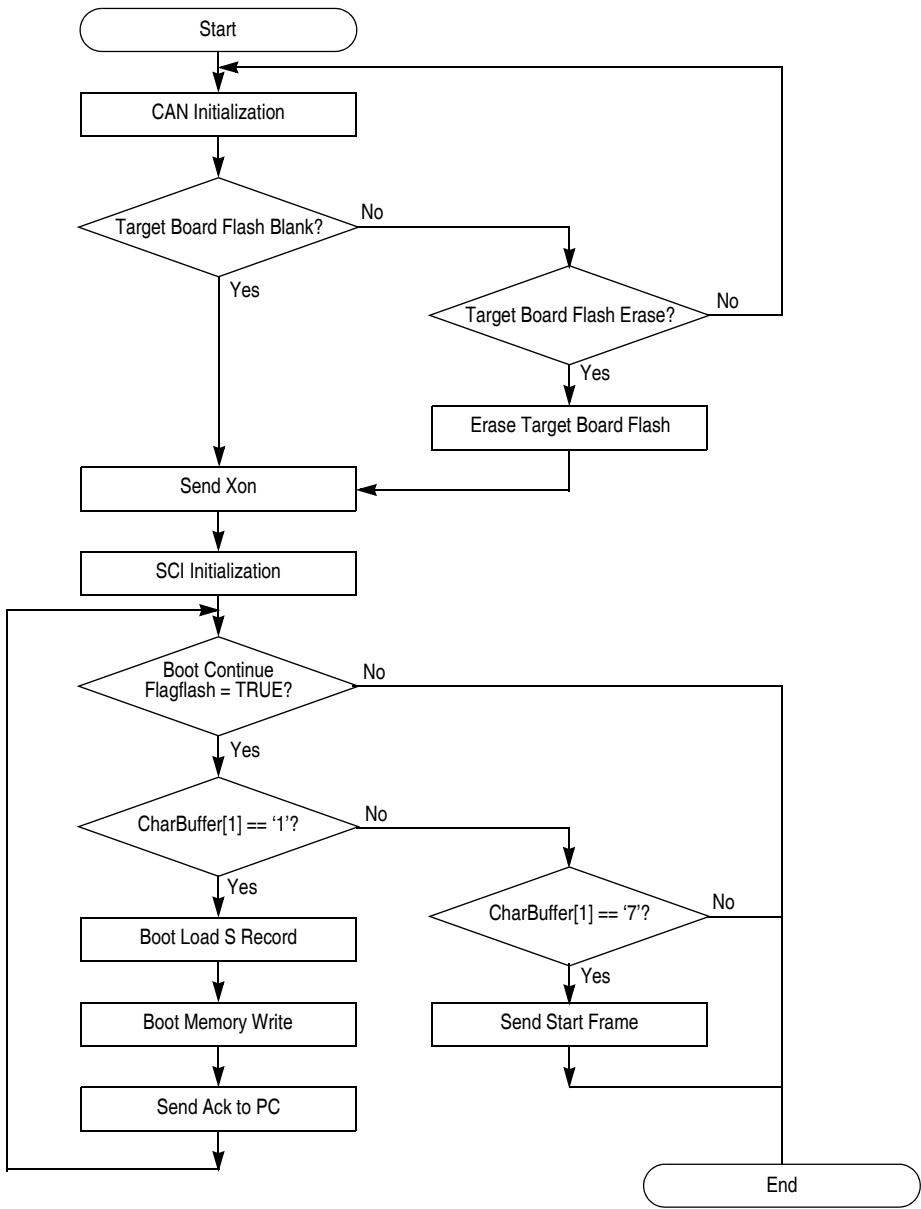 Start
CAN Initialization
Target Board Flash Blank?
No
Yes
Target Board Flash Erase?
No
Yes
Erase Target Board Flash
Send Xon
SCI Initialization
Boot Continue
Flagflash = TRUE?
No
Yes
CharBuffer[1] == ‘1’?
No
Yes
CharBuffer[1] == ‘7’?
No
Yes
Boot Load S Record
Boot Memory Write
Send Start Frame
Send Ack to PC
End